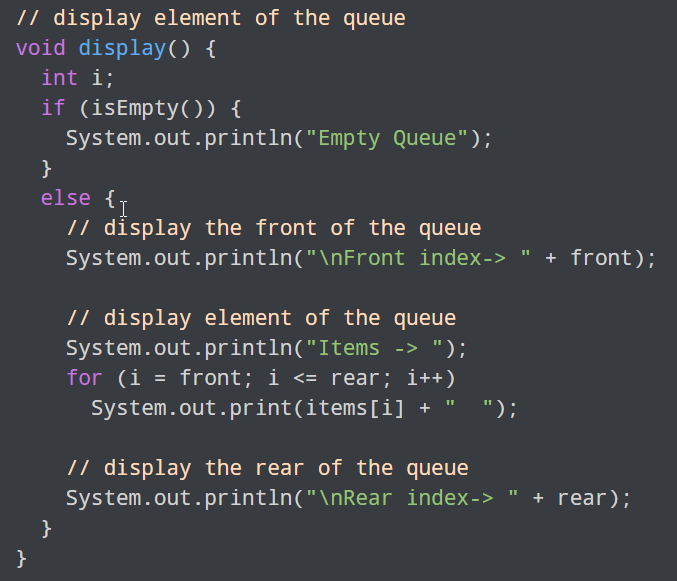 // display element of the queue
void display() {
  int i;
  if (isEmpty()) {
    System.out.println("Empty Queue");
  }
  else {
    // display the front of the queue
    System.out.println("\nFront index-> " + front);

    // display element of the queue
    System.out.println("Items -> ");
    for (i = front; i <= rear; i++)
      System.out.print(items[i] + "  ");

    // display the rear of the queue
    System.out.println("\nRear index-> " + rear);
  }
}